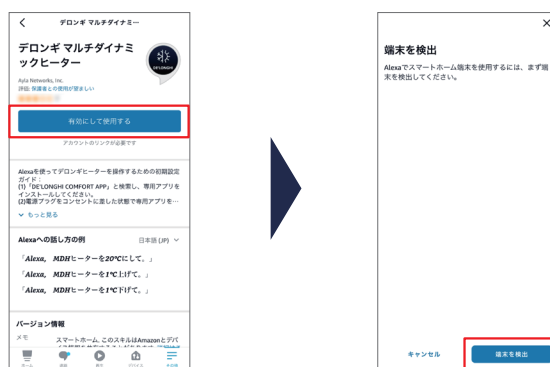 デロンギ マルチダイナミ…
デロンギ マルチダイナミ
ックヒーター
DE'LONGHI
Ayla Networks, Inc.
評価: 保護者との使用が望ましい
有効にして使用する
アカウントのリンクが必要です
Alexaを使ってデロンギヒーターを操作するための初期設定
ガイド：
(1)「DE'LONGHI COMFORT APP」と検索し、専用アプリを
インストールしてください。
(2)電源プラグをコンセントに差した状態で専用アプリを…
もっと見る
Alexaへの話し方の例
日本語 (JP)
「Alexa, MDHヒーターを20℃にして。」
「Alexa, MDHヒーターを1℃上げて。」
「Alexa, MDHヒーターを1℃下げて。」
バージョン情報
メモ
スマートホーム, このスキルはAmazonとデバ
ホーム
デバイス
端末を検出
Alexaでスマートホーム端末を使用するには、まず端
末を検出してください。
キャンセル
端末を検出